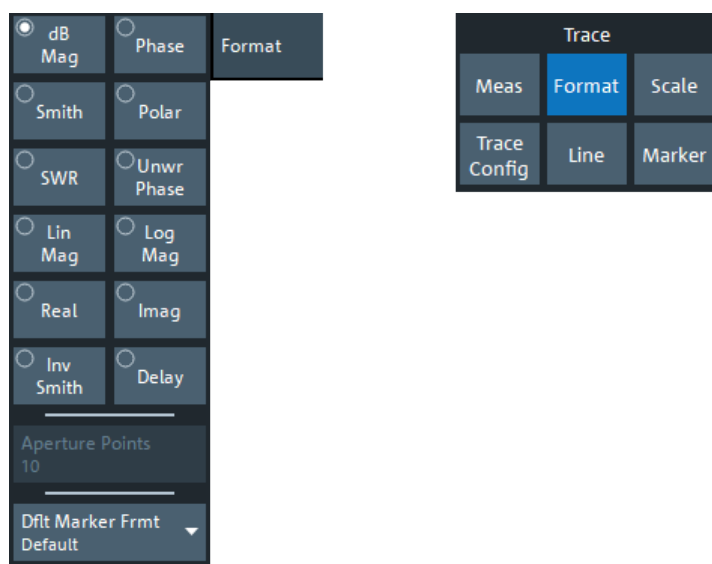 dB
Mag
Phase
Format
Smith
Polar
SWR
Unwr
Phase
Lin
Mag
Log
Mag
Real
Imag
Inv
Smith
Delay
Aperture Points
10
Dflt Marker Frmt
Default
Trace
Meas
Format
Scale
Trace
Config
Line
Marker